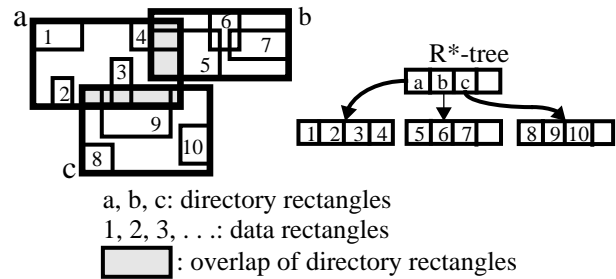 a
b
1
4
6
7
3
5
2
9
8
10
c
R*-tree
a b c
1 2 3 4
5 6 7
8 9 10
a, b, c: directory rectangles
1, 2, 3, . . .: data rectangles
: overlap of directory rectangles